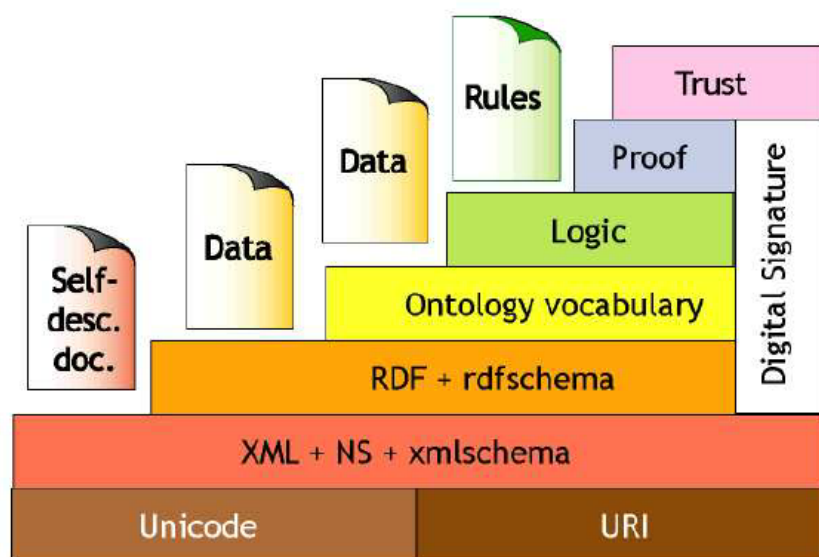 Rules
Trust
Data
Proof
Data
Logic
Self-
desc.
doc.
Ontology vocabulary
Digital Signature
RDF + rdfschema
XML + NS + xmlschema
Unicode
URI